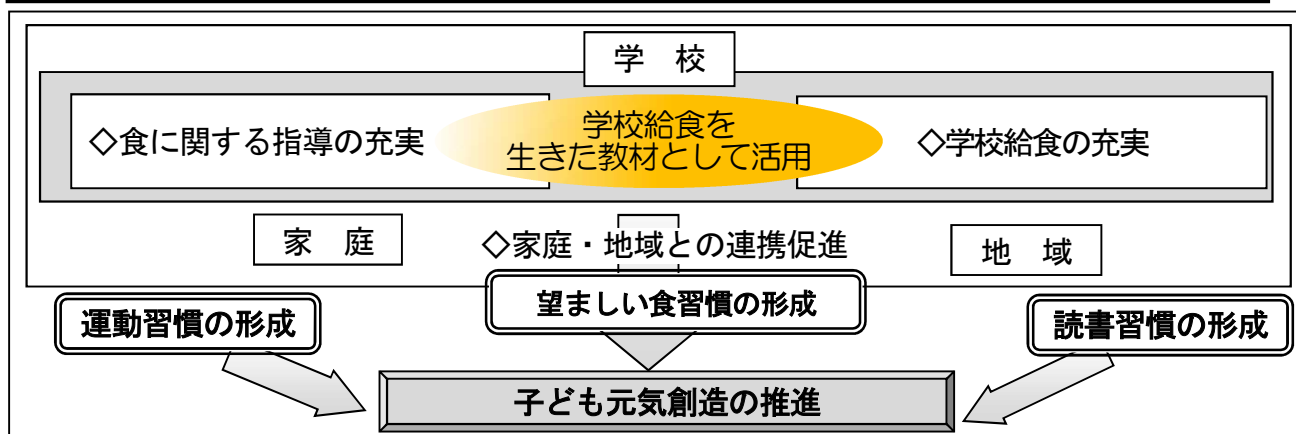 学　校
◇食に関する指導の充実
学校給食を
生きた教材として活用
◇学校給食の充実
家　庭
◇家庭・地域との連携促進
地　域
運動習慣の形成
望ましい食習慣の形成
読書習慣の形成
子ども元気創造の推進